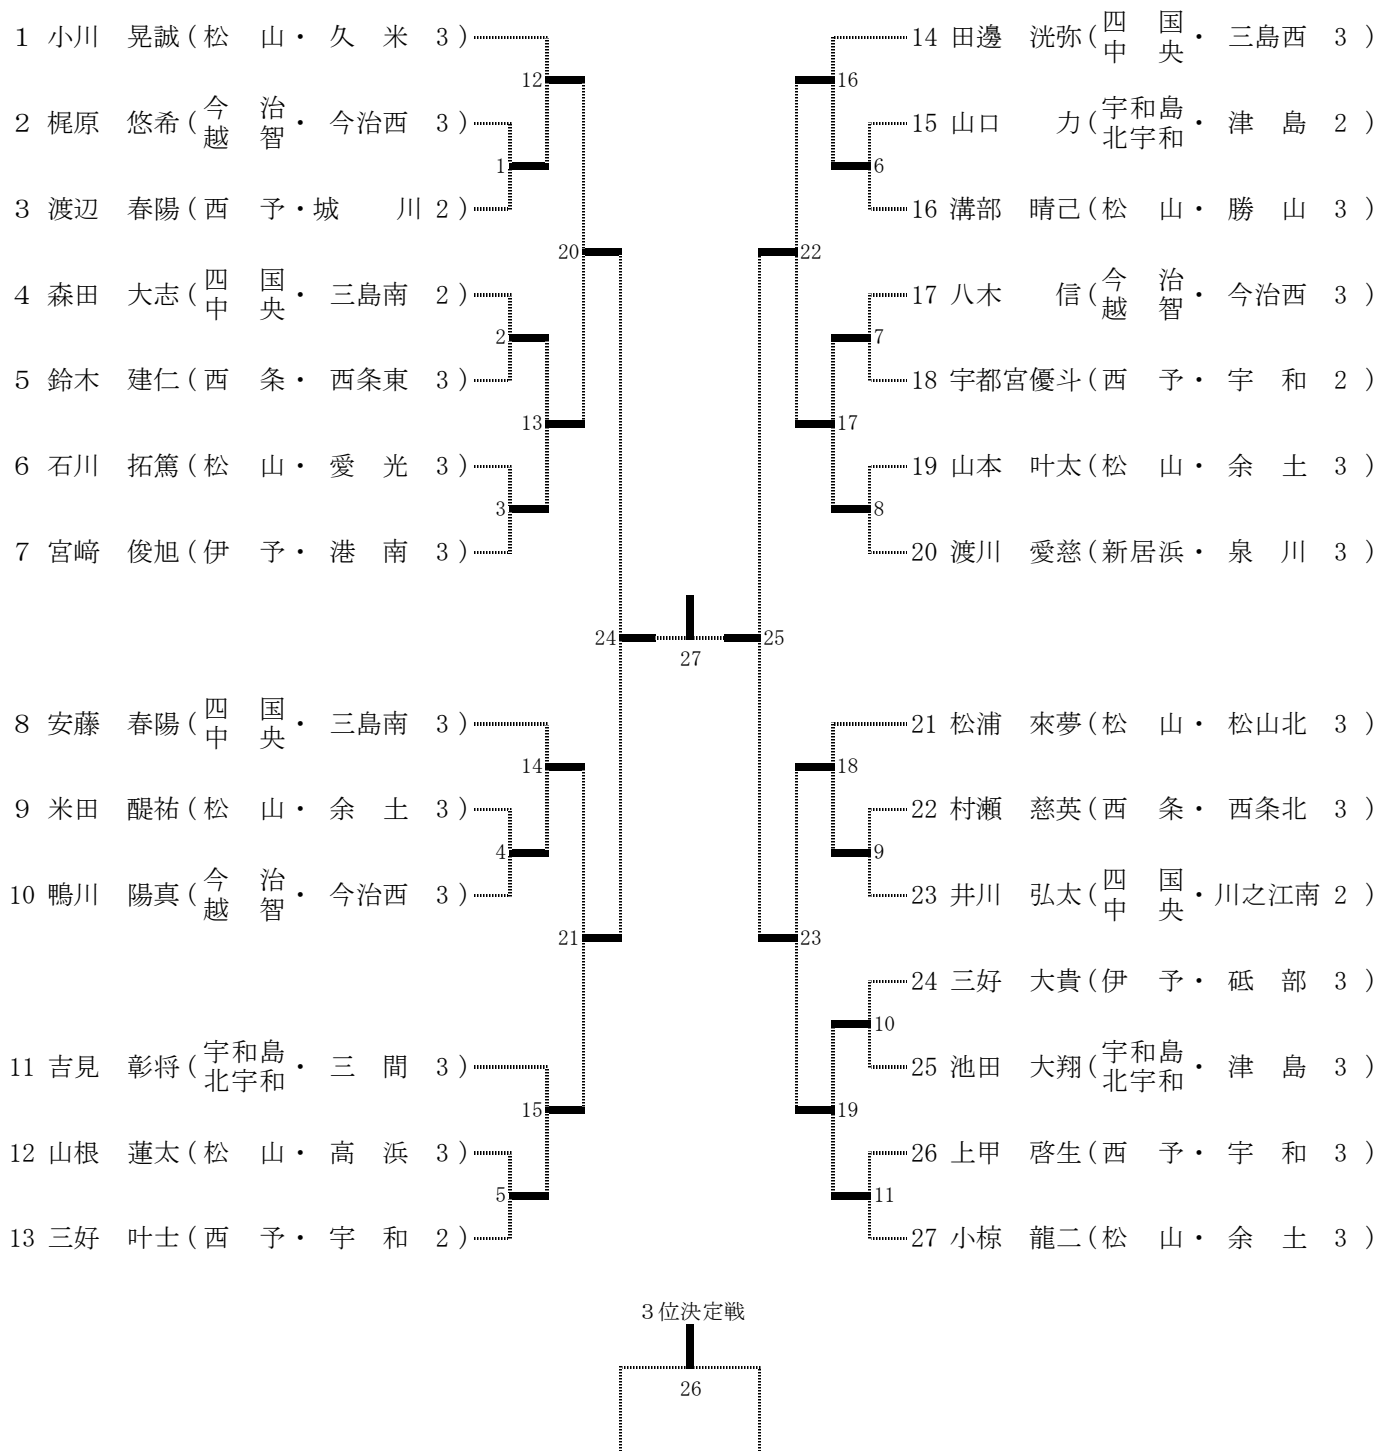 1 小川 晃誠(松 山・久 米 3)
2 梶原 悠希(今 治越 智・今治西 3)
3 渡辺 春陽(西 予・城 川 2)
4 森田 大志(四 国中 央・三島南 2)
5 鈴木 建仁(西 条・西条東 3)
6 石川 拓篤(松 山・愛 光 3)
7 宮﨑 俊旭(伊 予・港 南 3)
8 安藤 春陽(四 国中 央・三島南 3)
9 米田 醍祐(松 山・余 土 3)
10 鴨川 陽真(今 治越 智・今治西 3)
11 吉見 彰将(宇和島北宇和・三 間 3)
12 山根 蓮太(松 山・高 浜 3)
13 三好 叶士(西 予・宇 和 2)
12
1
20
2
13
3
24
14
4
21
15
5
27
16
6
22
7
17
8
25
18
9
23
10
19
11
14 田邊 洸弥(四 国中 央・三島西 3)
15 山口 力(宇和島北宇和・津 島 2)
16 溝部 晴己(松 山・勝 山 3)
17 八木 信(今 治越 智・今治西 3)
18 宇都宮優斗(西 予・宇 和 2)
19 山本 叶太(松 山・余 土 3)
20 渡川 愛慈(新居浜・泉 川 3)
21 松浦 來夢(松 山・松山北 3)
22 村瀬 慈英(西 条・西条北 3)
23 井川 弘太(四 国中 央・川之江南 2)
24 三好 大貴(伊 予・砥 部 3)
25 池田 大翔(宇和島北宇和・津 島 3)
26 上甲 啓生(西 予・宇 和 3)
27 小椋 龍二(松 山・余 土 3)
3位決定戦
26